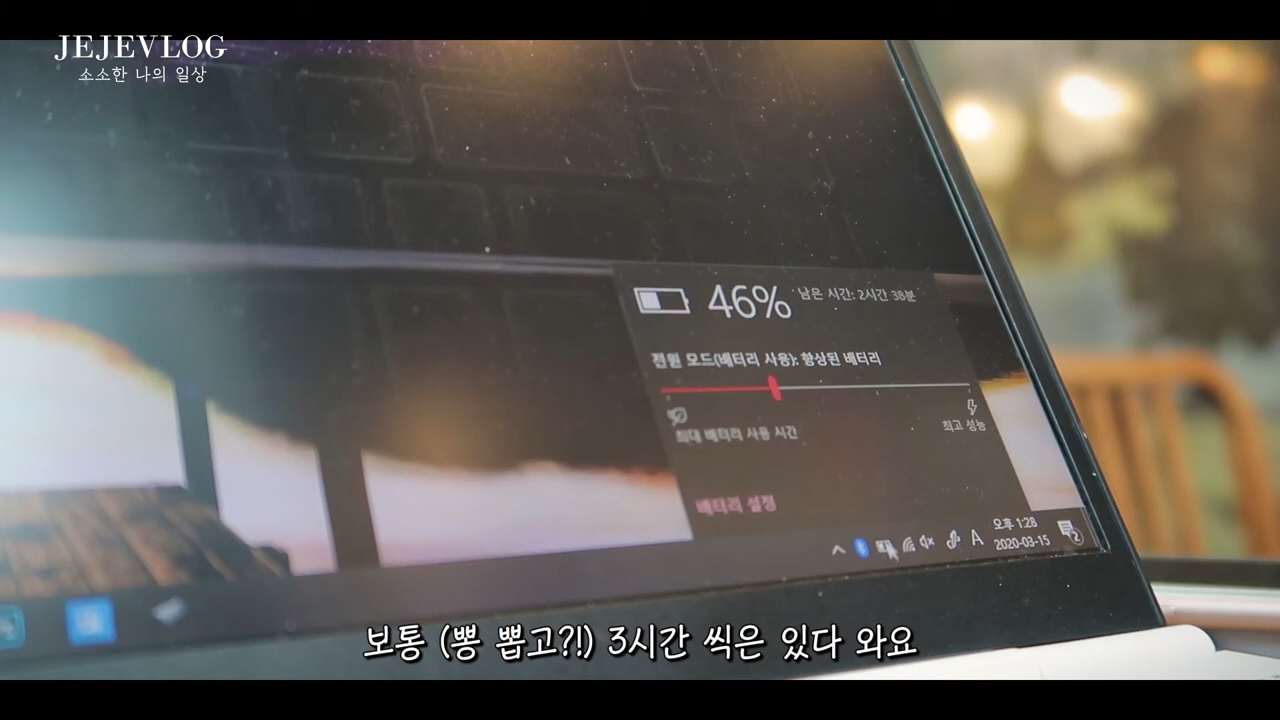 JEJEVLOG
소소한 나의 일상
46% 남은 시간: 2시간 38분
전원 모드(배터리 사용): 향상된 배터리
최대 배터리 사용 시간
최고 성능
배터리 설정
오후 1:28
A
2020-03-15
2
보통 (뽕 뽑고?!) 3시간 씩은 있다 와요